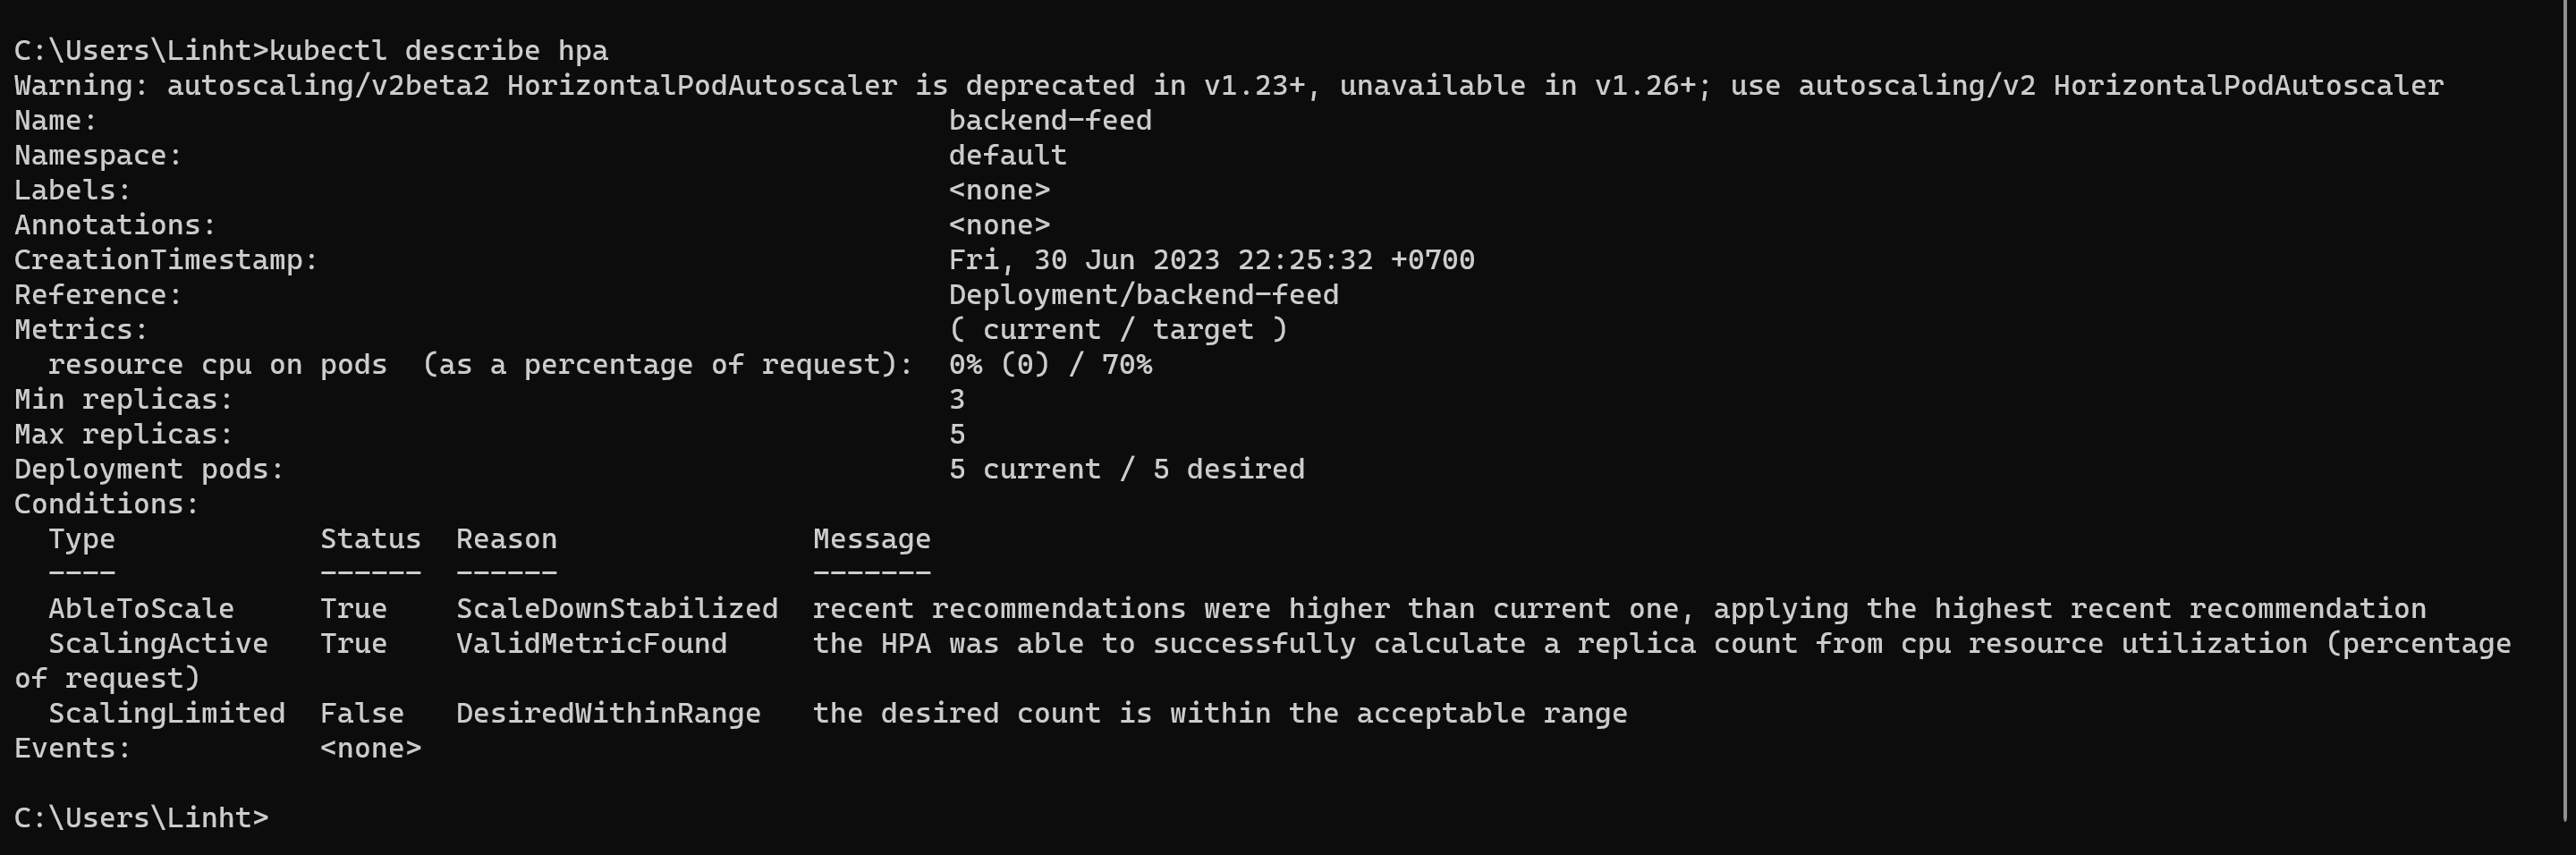 C:\Users\Linht>kubectl describe hpa
Warning: autoscaling/v2beta2 HorizontalPodAutoscaler is deprecated in v1.23+, unavailable in v1.26+; use autoscaling/v2 HorizontalPodAutoscaler
Name:                                                  backend-feed
Namespace:                                             default
Labels:                                                <none>
Annotations:                                           <none>
CreationTimestamp:                                     Fri, 30 Jun 2023 22:25:32 +0700
Reference:                                             Deployment/backend-feed
Metrics:                                               ( current / target )
  resource cpu on pods  (as a percentage of request):  0% (0) / 70%
Min replicas:                                          3
Max replicas:                                          5
Deployment pods:                                       5 current / 5 desired
Conditions:
  Type            Status  Reason               Message
  ----            ------  ------               -------
  AbleToScale     True    ScaleDownStabilized  recent recommendations were higher than current one, applying the highest recent recommendation
  ScalingActive   True    ValidMetricFound     the HPA was able to successfully calculate a replica count from cpu resource utilization (percentage
of request)
  ScalingLimited  False   DesiredWithinRange   the desired count is within the acceptable range
Events:           <none>
C:\Users\Linht>